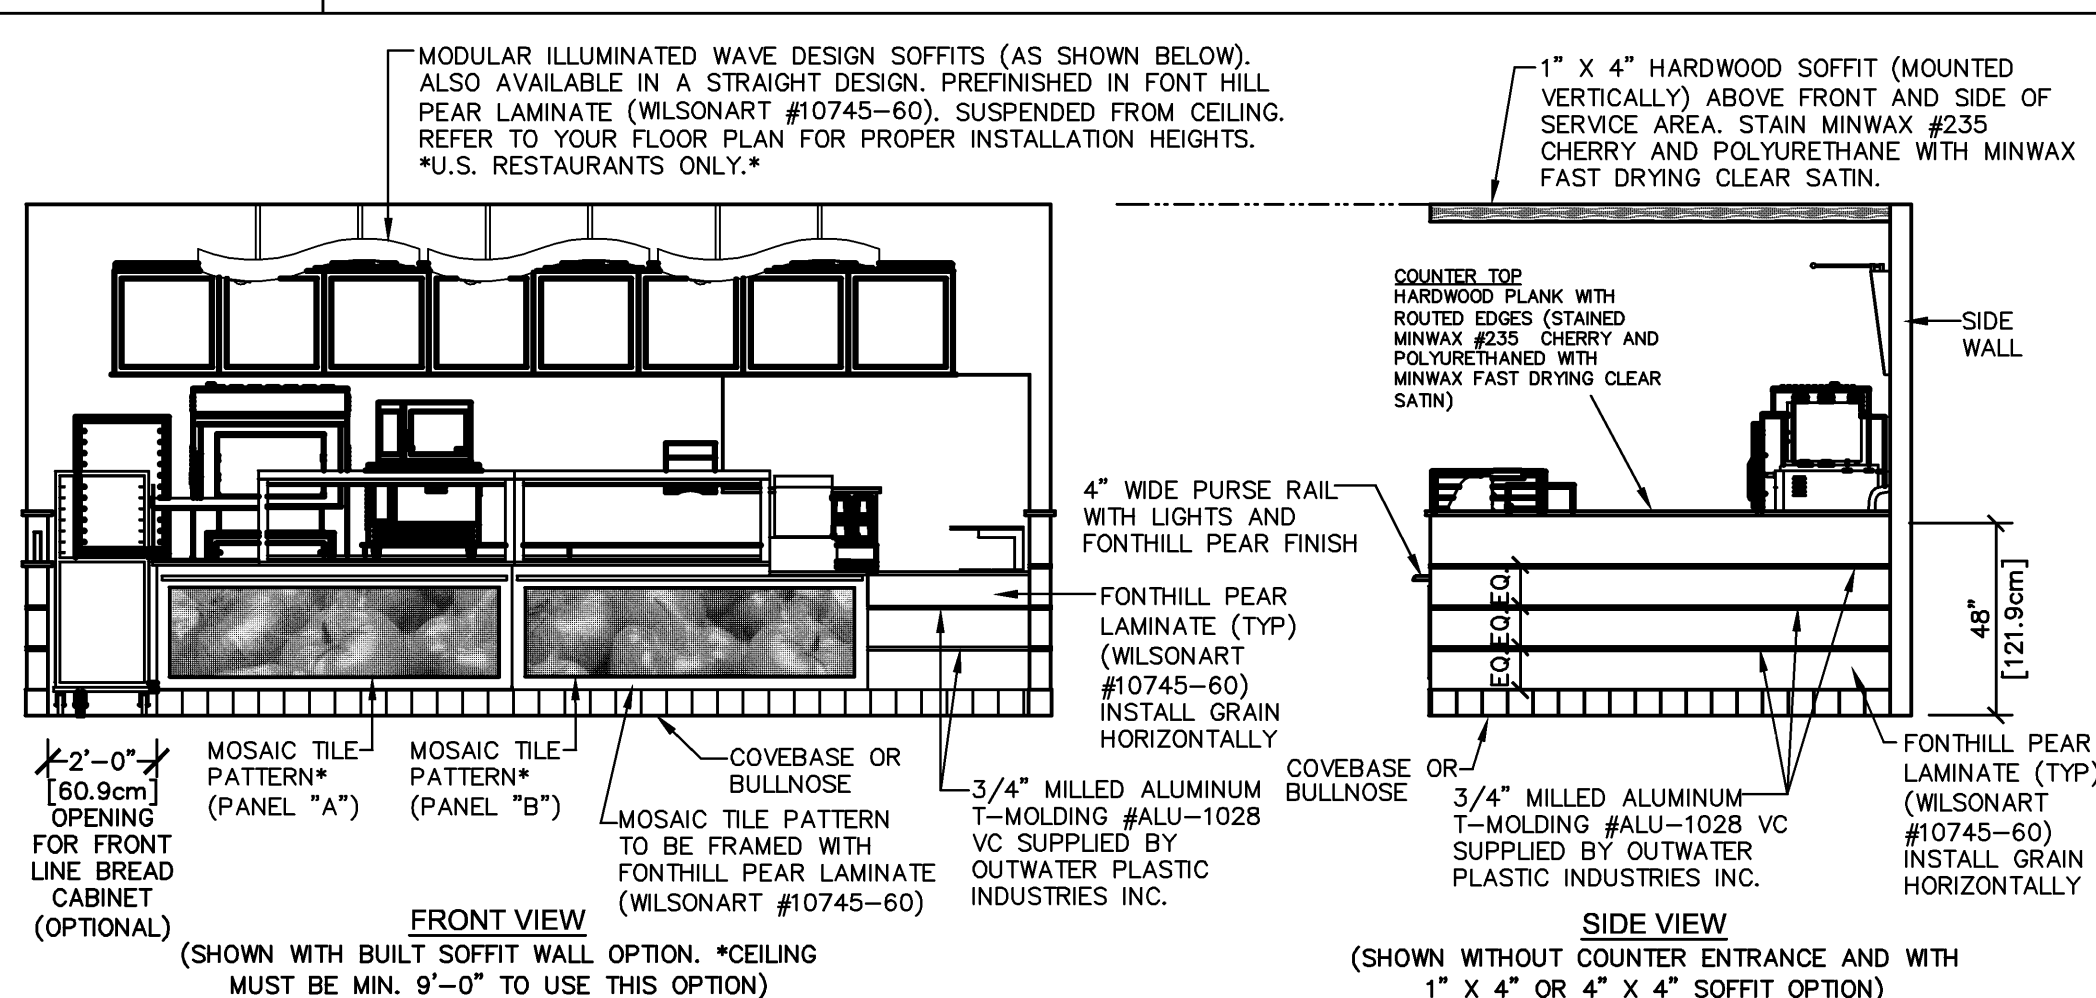 MODULAR ILLUMINATED WAVE DESIGN SOFFITS (AS SHOWN BELOW).
ALSO AVAILABLE IN A STRAIGHT DESIGN. PREFINISHED IN FONT HILL
PEAR LAMINATE (WILSONART #10745-60). SUSPENDED FROM CEILING.
REFER TO YOUR FLOOR PLAN FOR PROPER INSTALLATION HEIGHTS.
*U.S. RESTAURANTS ONLY.*
1" X 4" HARDWOOD SOFFIT (MOUNTED
VERTICALLY) ABOVE FRONT AND SIDE OF
SERVICE AREA. STAIN MINWAX #235
CHERRY AND POLYURETHANE WITH MINWAX
FAST DRYING CLEAR SATIN.
COUNTER TOP
HARDWOOD PLANK WITH
ROUTED EDGES (STAINED
MINWAX #235 CHERRY AND
POLYURETHANED WITH
MINWAX FAST DRYING CLEAR
SATIN)
SIDE
WALL
4" WIDE PURSE RAIL
WITH LIGHTS AND
FONTHILL PEAR FINISH
FONTHILL PEAR
LAMINATE (TYP)
(WILSONART
#10745-60)
INSTALL GRAIN
HORIZONTALLY
EQ.
EQ.
EQ.
48"
[121.9cm]
2'-0"
[60.9cm]
OPENING
FOR FRONT
LINE BREAD
CABINET
(OPTIONAL)
MOSAIC TILE
PATTERN*
(PANEL "A")
MOSAIC TILE
PATTERN*
(PANEL "B")
COVEBASE OR
BULLNOSE
MOSAIC TILE PATTERN
TO BE FRAMED WITH
FONTHILL PEAR LAMINATE
(WILSONART #10745-60)
3/4" MILLED ALUMINUM
T-MOLDING #ALU-1028
VC SUPPLIED BY
OUTWATER PLASTIC
INDUSTRIES INC.
COVEBASE OR
BULLNOSE
3/4" MILLED ALUMINUM
T-MOLDING #ALU-1028 VC
SUPPLIED BY OUTWATER
PLASTIC INDUSTRIES INC.
FONTHILL PEAR
LAMINATE (TYP)
(WILSONART
#10745-60)
INSTALL GRAIN
HORIZONTALLY
FRONT VIEW
(SHOWN WITH BUILT SOFFIT WALL OPTION. *CEILING
MUST BE MIN. 9'-0" TO USE THIS OPTION)
SIDE VIEW
(SHOWN WITHOUT COUNTER ENTRANCE AND WITH
1" X 4" OR 4" X 4" SOFFIT OPTION)